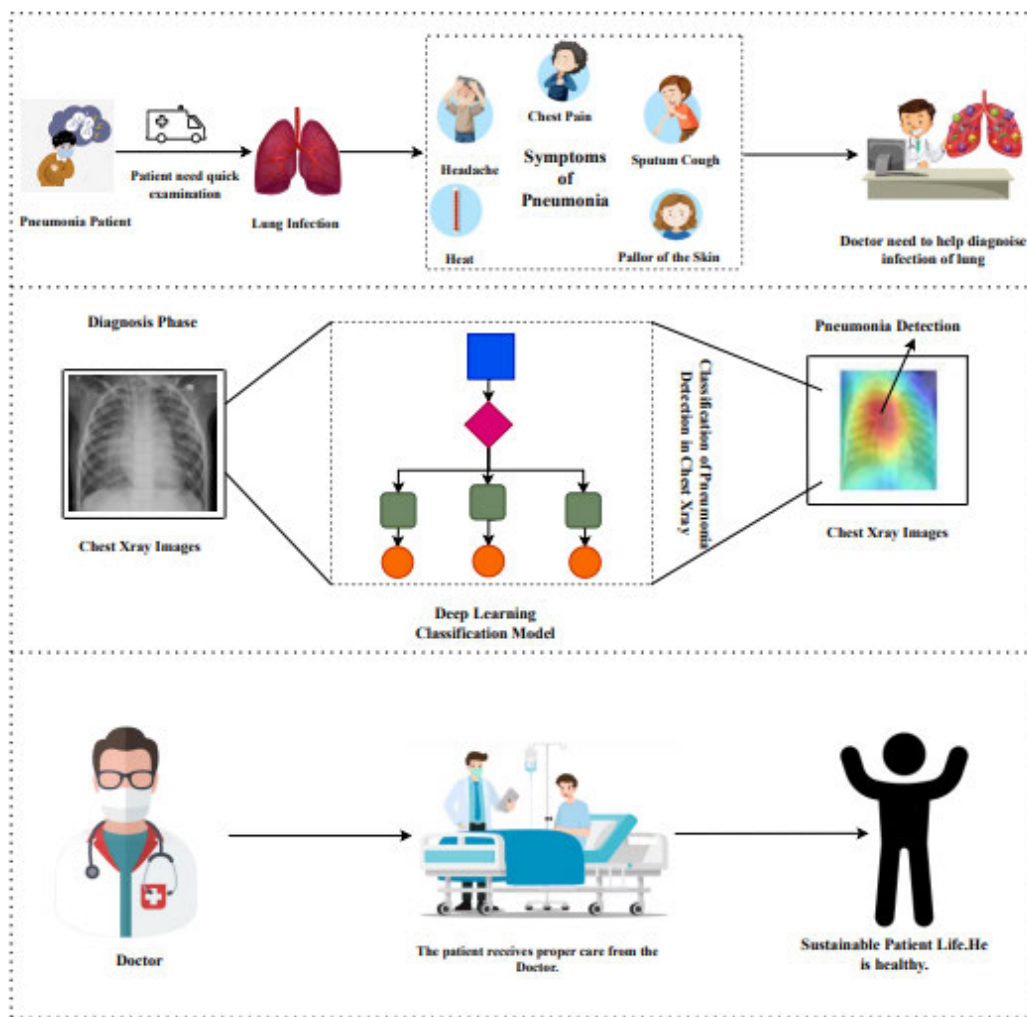 Pneumonia Patient
Patient need quick
examination
Lung Infection
Headache
Heat
Chest Pain
Symptoms
of
Pneumonia
Sputum Cough
Pallor of the Skin
Doctor need to help diagnoise
infection of lung
Diagnosis Phase
Chest Xray Images
Deep Learning
Classification Model
Classification of Pneumonia
Detection in Chest Xray
Pneumonia Detection
Chest Xray Images
Doctor
The patient receives proper care from the
Doctor.
Sustainable Patient Life.He
is healthy.